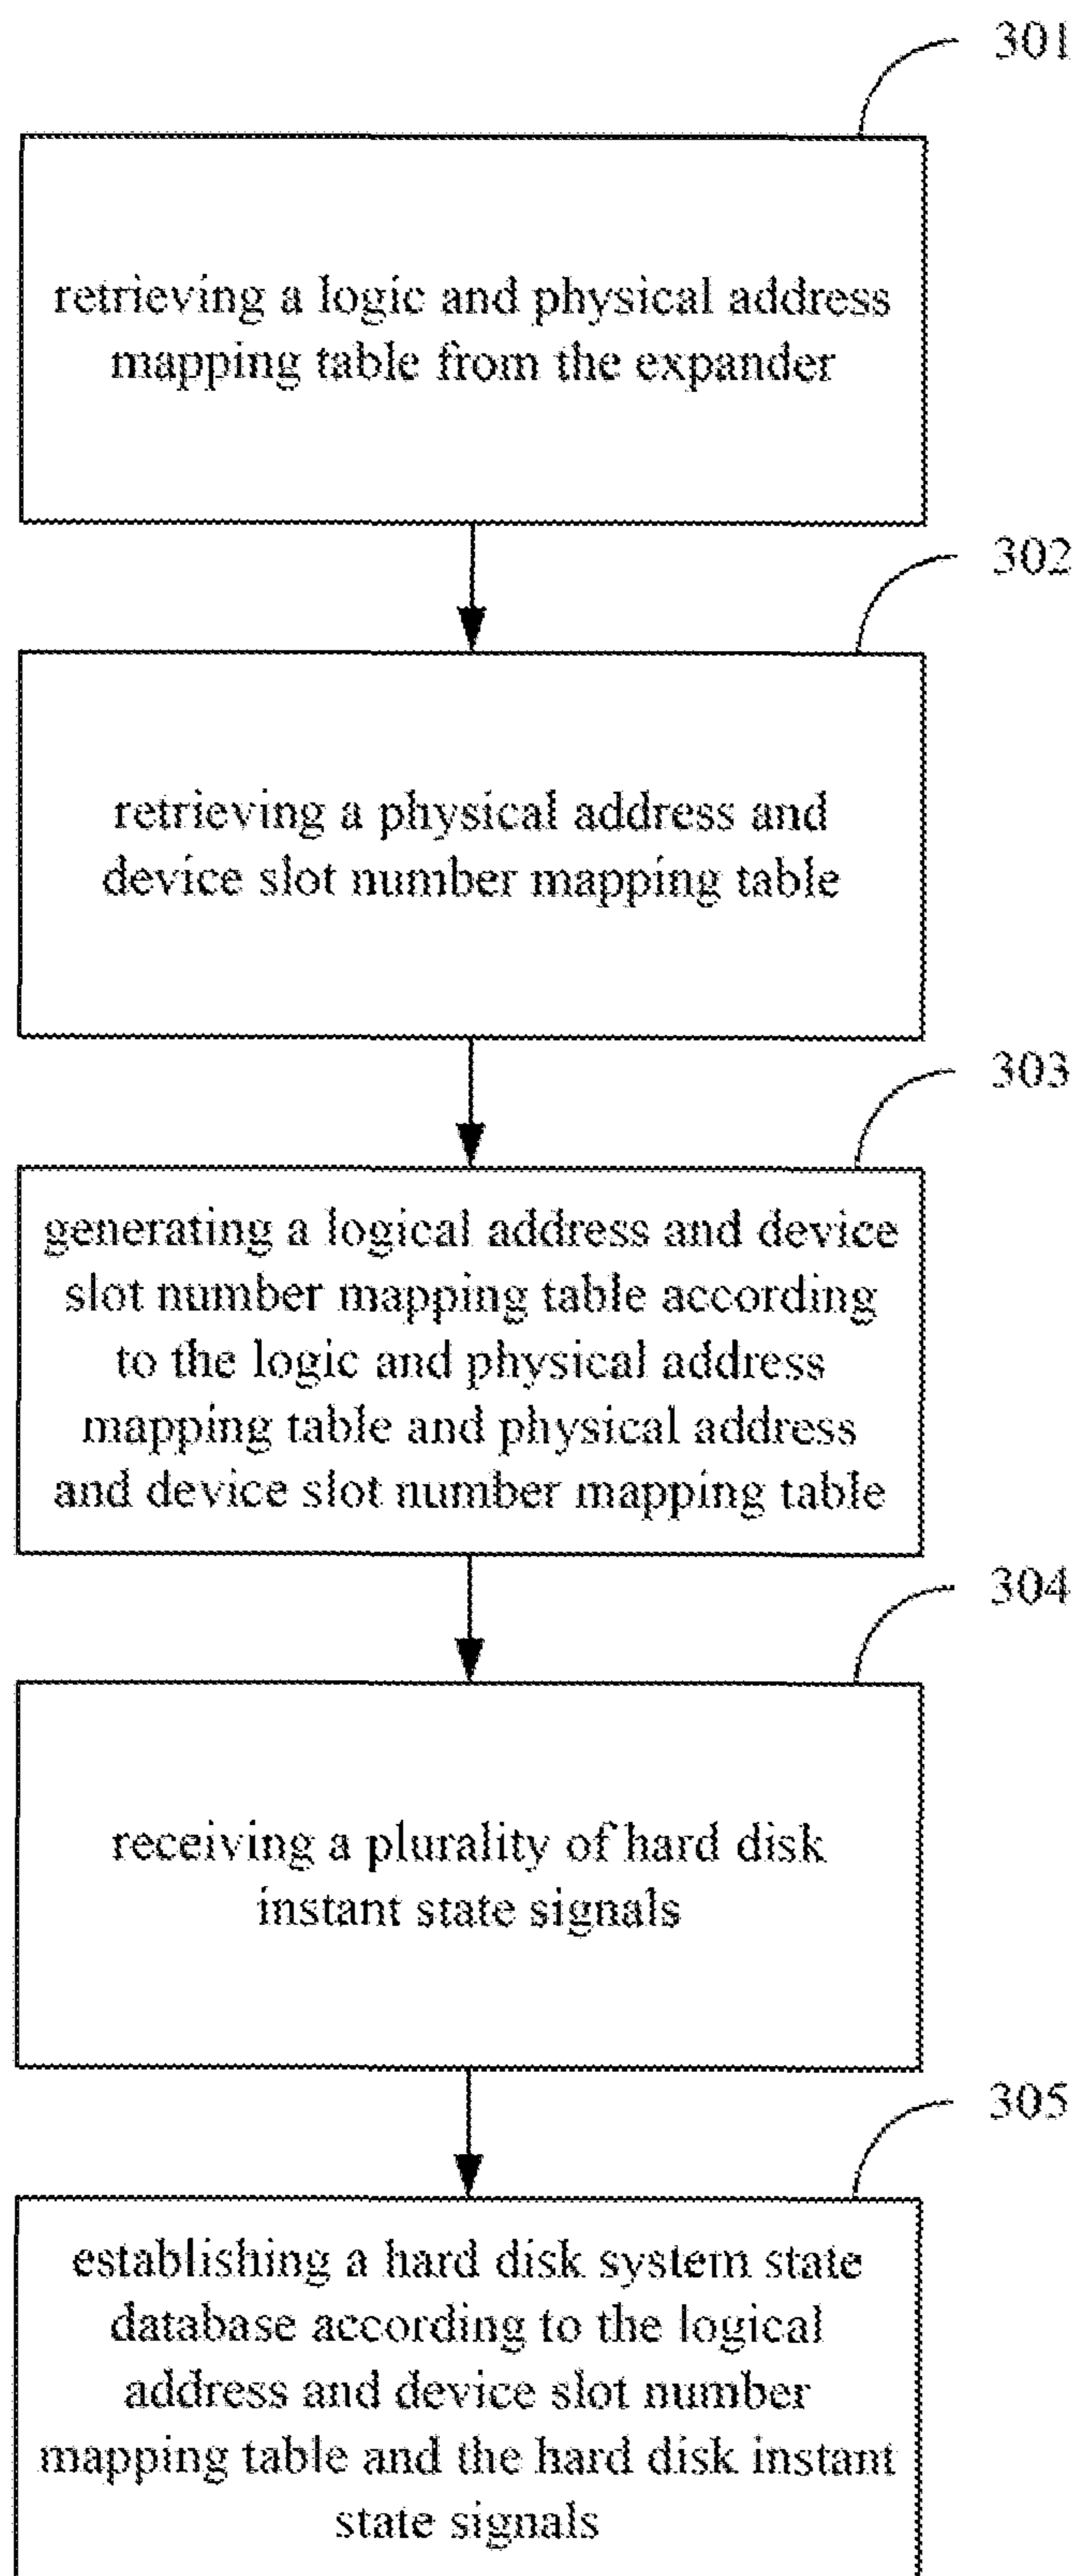 301
retrieving a logic and physical address
mapping table from the expander
302
retrieving a physical address and
device slot number mapping table
303
generating a logical address and device
slot number mapping table according
to the logic and physical address
mapping table and physical address
and device slot number mapping table
304
receiving a plurality of hard disk
instant state signals
305
establishing a hard disk system state
database according to the logical
address and device slot number
mapping table and the hard disk instant
state signals